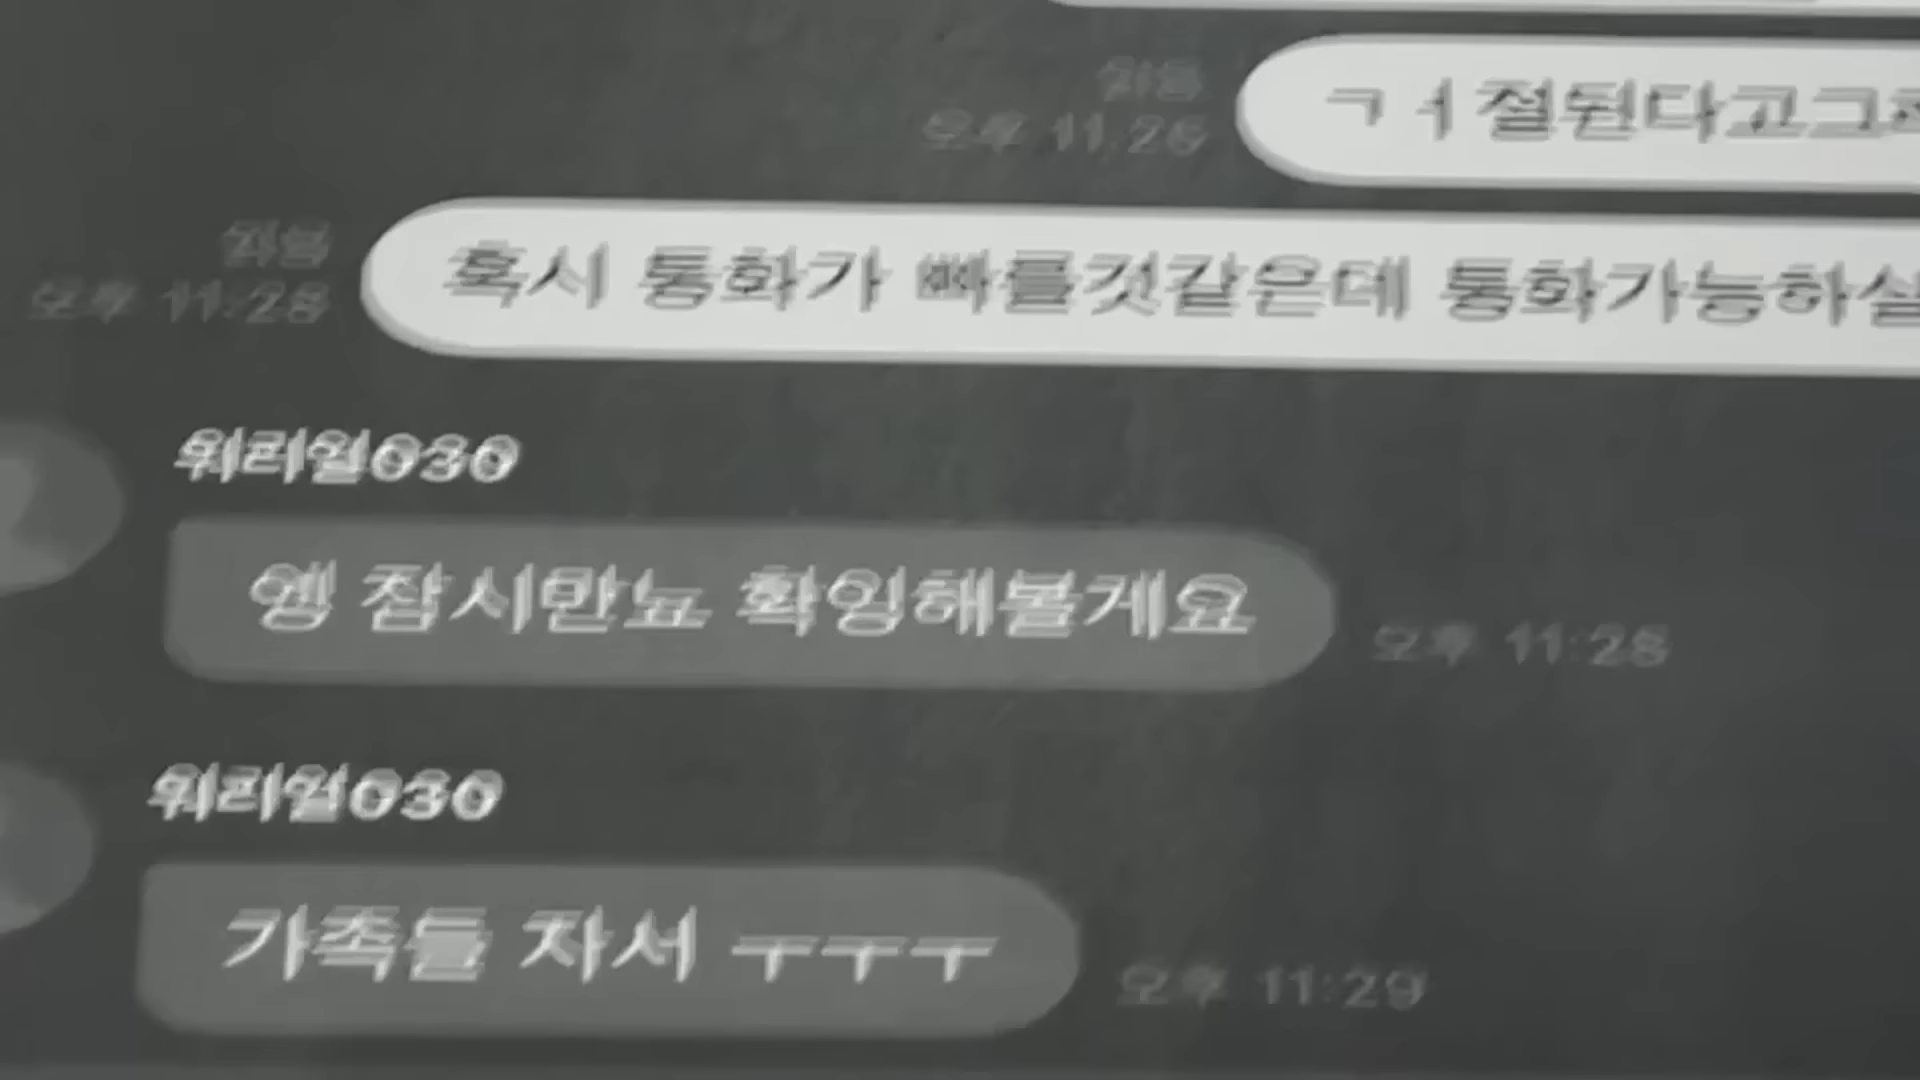 읽음
오후 11:26
ㄱㅓ절된다고그
읽음
오후 11:28
혹시 통화가 빠를것같은데 통화가능하실
워리얼030
엥 잠시만뇨 확잉해볼게요
오후 11:28
워리얼030
가족들 자서 ㅜㅜㅜ
오후 11:29